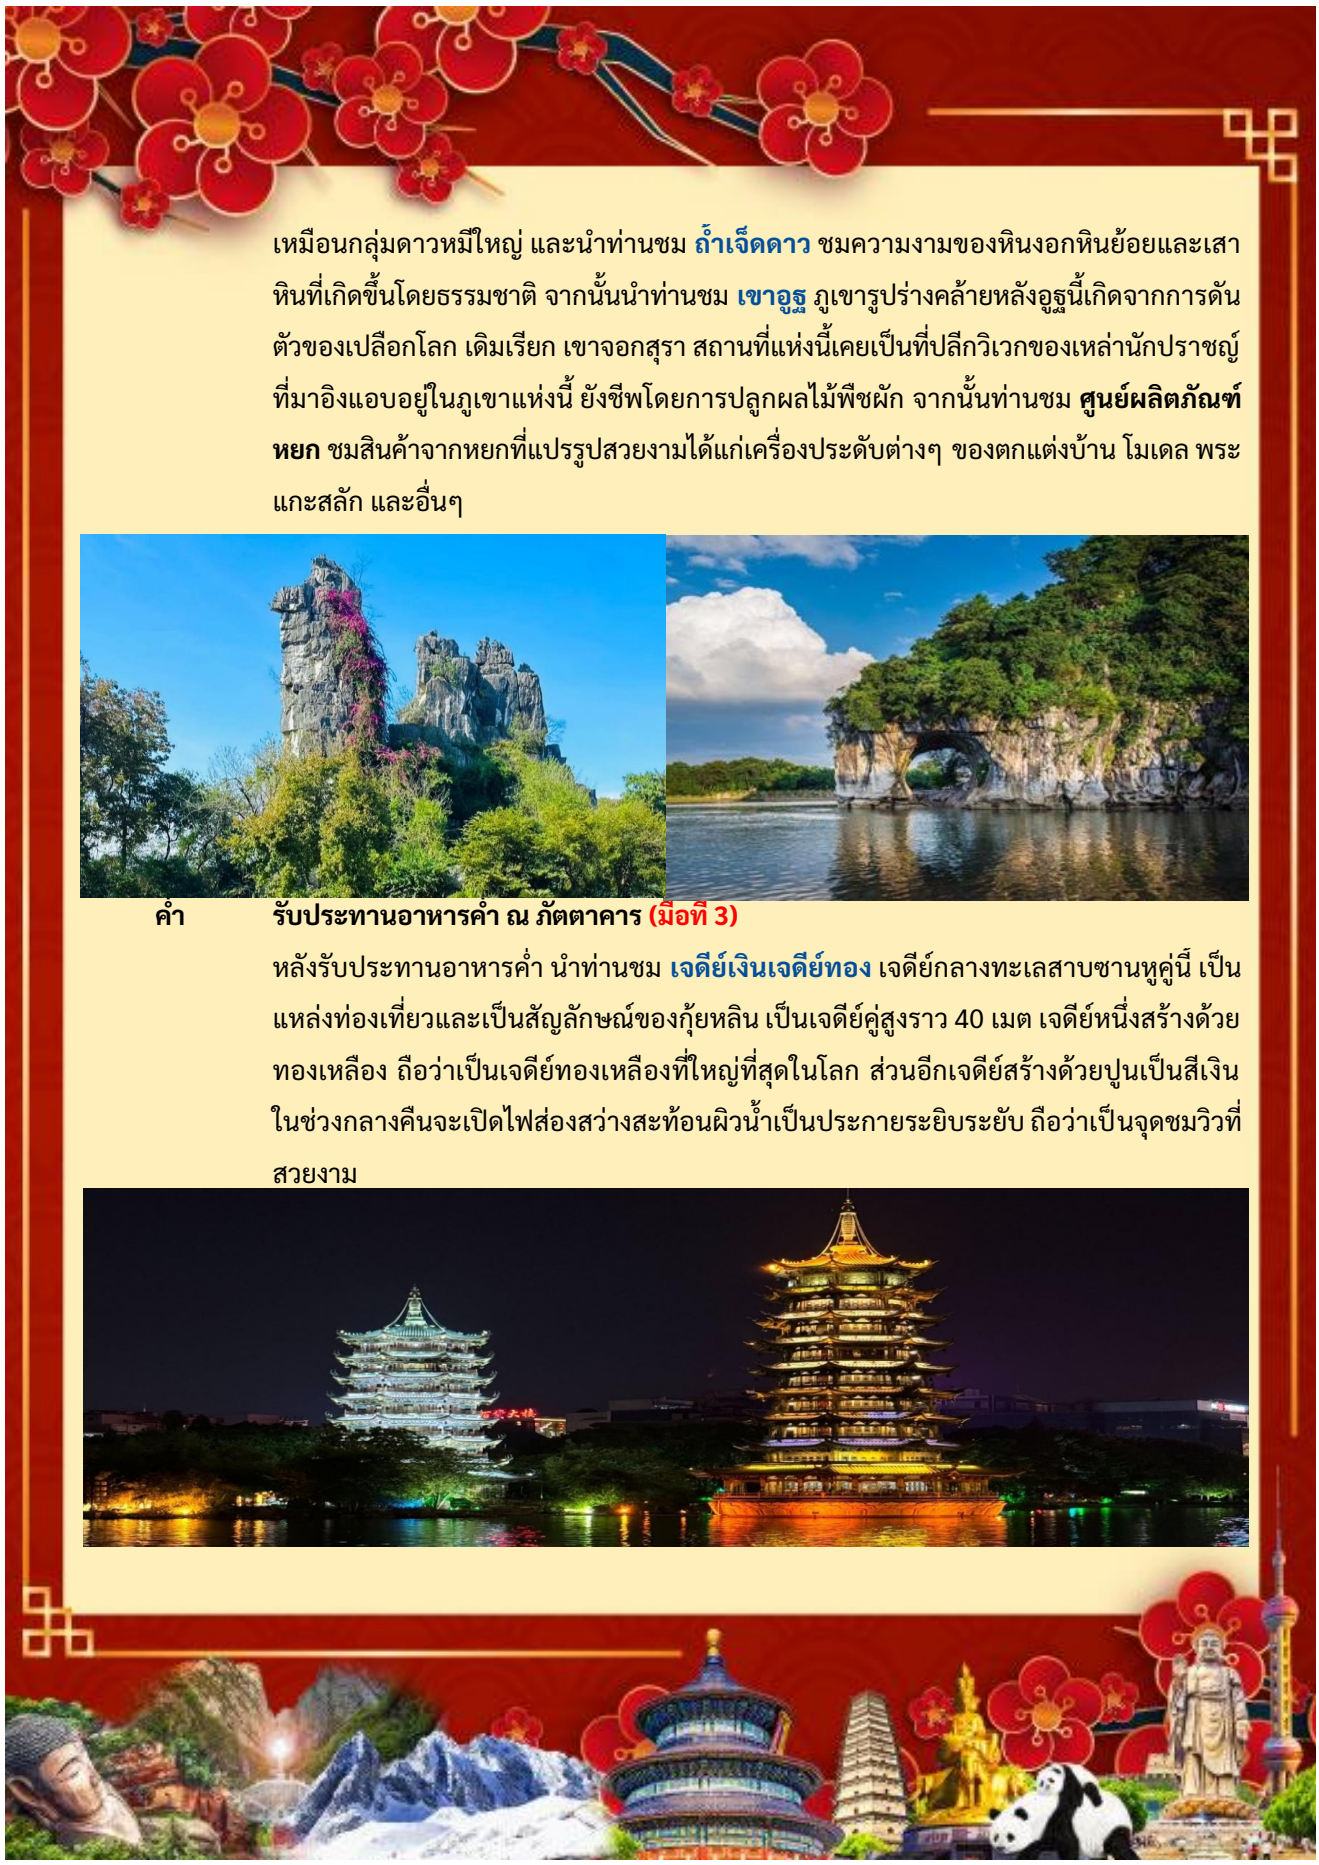 เหมือนกลุ่มดาวหมีใหญ่ และนำท่านชม ถ้ำเจ็ดดาว ชมความงามของหินงอกหินย้อยและเสา
หินที่เกิดขึ้นโดยธรรมชาติ จากนั้นนำท่านชม เขาอูฐ ภูเขารูปร่างคล้ายหลังอูฐนี้เกิดจากการดัน
ตัวของเปลือกโลก เดิมเรียก เขาจอกสุรา สถานที่แห่งนี้เคยเป็นที่ปลีกวิเวกของเหล่านักปราชญ์
ที่มาอิงแอบอยู่ในภูเขาแห่งนี้ ยังชีพโดยการปลูกผลไม้พืชผัก จากนั้นท่านชม ศูนย์ผลิตภัณฑ์
หยก ชมสินค้าจากหยกที่แปรรูปสวยงามได้แก่เครื่องประดับต่างๆ ของตกแต่งบ้าน โมเดล พระ
แกะสลัก และอื่นๆ
ค่ำ รับประทานอาหารค่ำ ณ ภัตตาคาร (มื้อที่ 3)
หลังรับประทานอาหารค่ำ นำท่านชม เจดีย์เงินเจดีย์ทอง เจดีย์กลางทะเลสาบซานหูคู่นี้ เป็น
แหล่งท่องเที่ยวและเป็นสัญลักษณ์ของกุ้ยหลิน เป็นเจดีย์คู่สูงราว 40 เมต เจดีย์หนึ่งสร้างด้วย
ทองเหลือง ถือว่าเป็นเจดีย์ทองเหลืองที่ใหญ่ที่สุดในโลก ส่วนอีกเจดีย์สร้างด้วยปูนเป็นสีเงิน
ในช่วงกลางคืนจะเปิดไฟส่องสว่างสะท้อนผิวน้ำเป็นประกายระยิบระยับ ถือว่าเป็นจุดชมวิวที่
สวยงาม